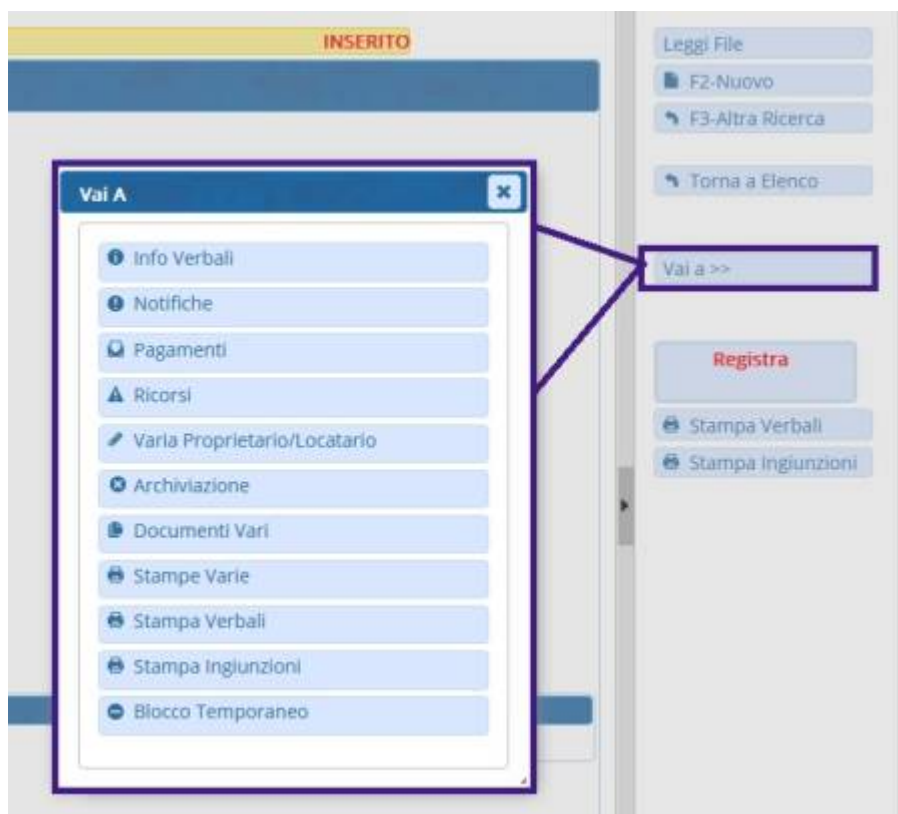 INSERITO
Vai A
Info Verbali
Notifiche
Pagamenti
Ricorsi
Varia Proprietario/Locatario
Archiviazione
Documenti Vari
Stampe Varie
Stampa Verbali
Stampa Ingiunzioni
Blocco Temporaneo
Leggi File
F2-Nuovo
F3-Altra Ricerca
Torna a Elenco
Vai a >>
Registra
Stampa Verbali
Stampa Ingiunzioni